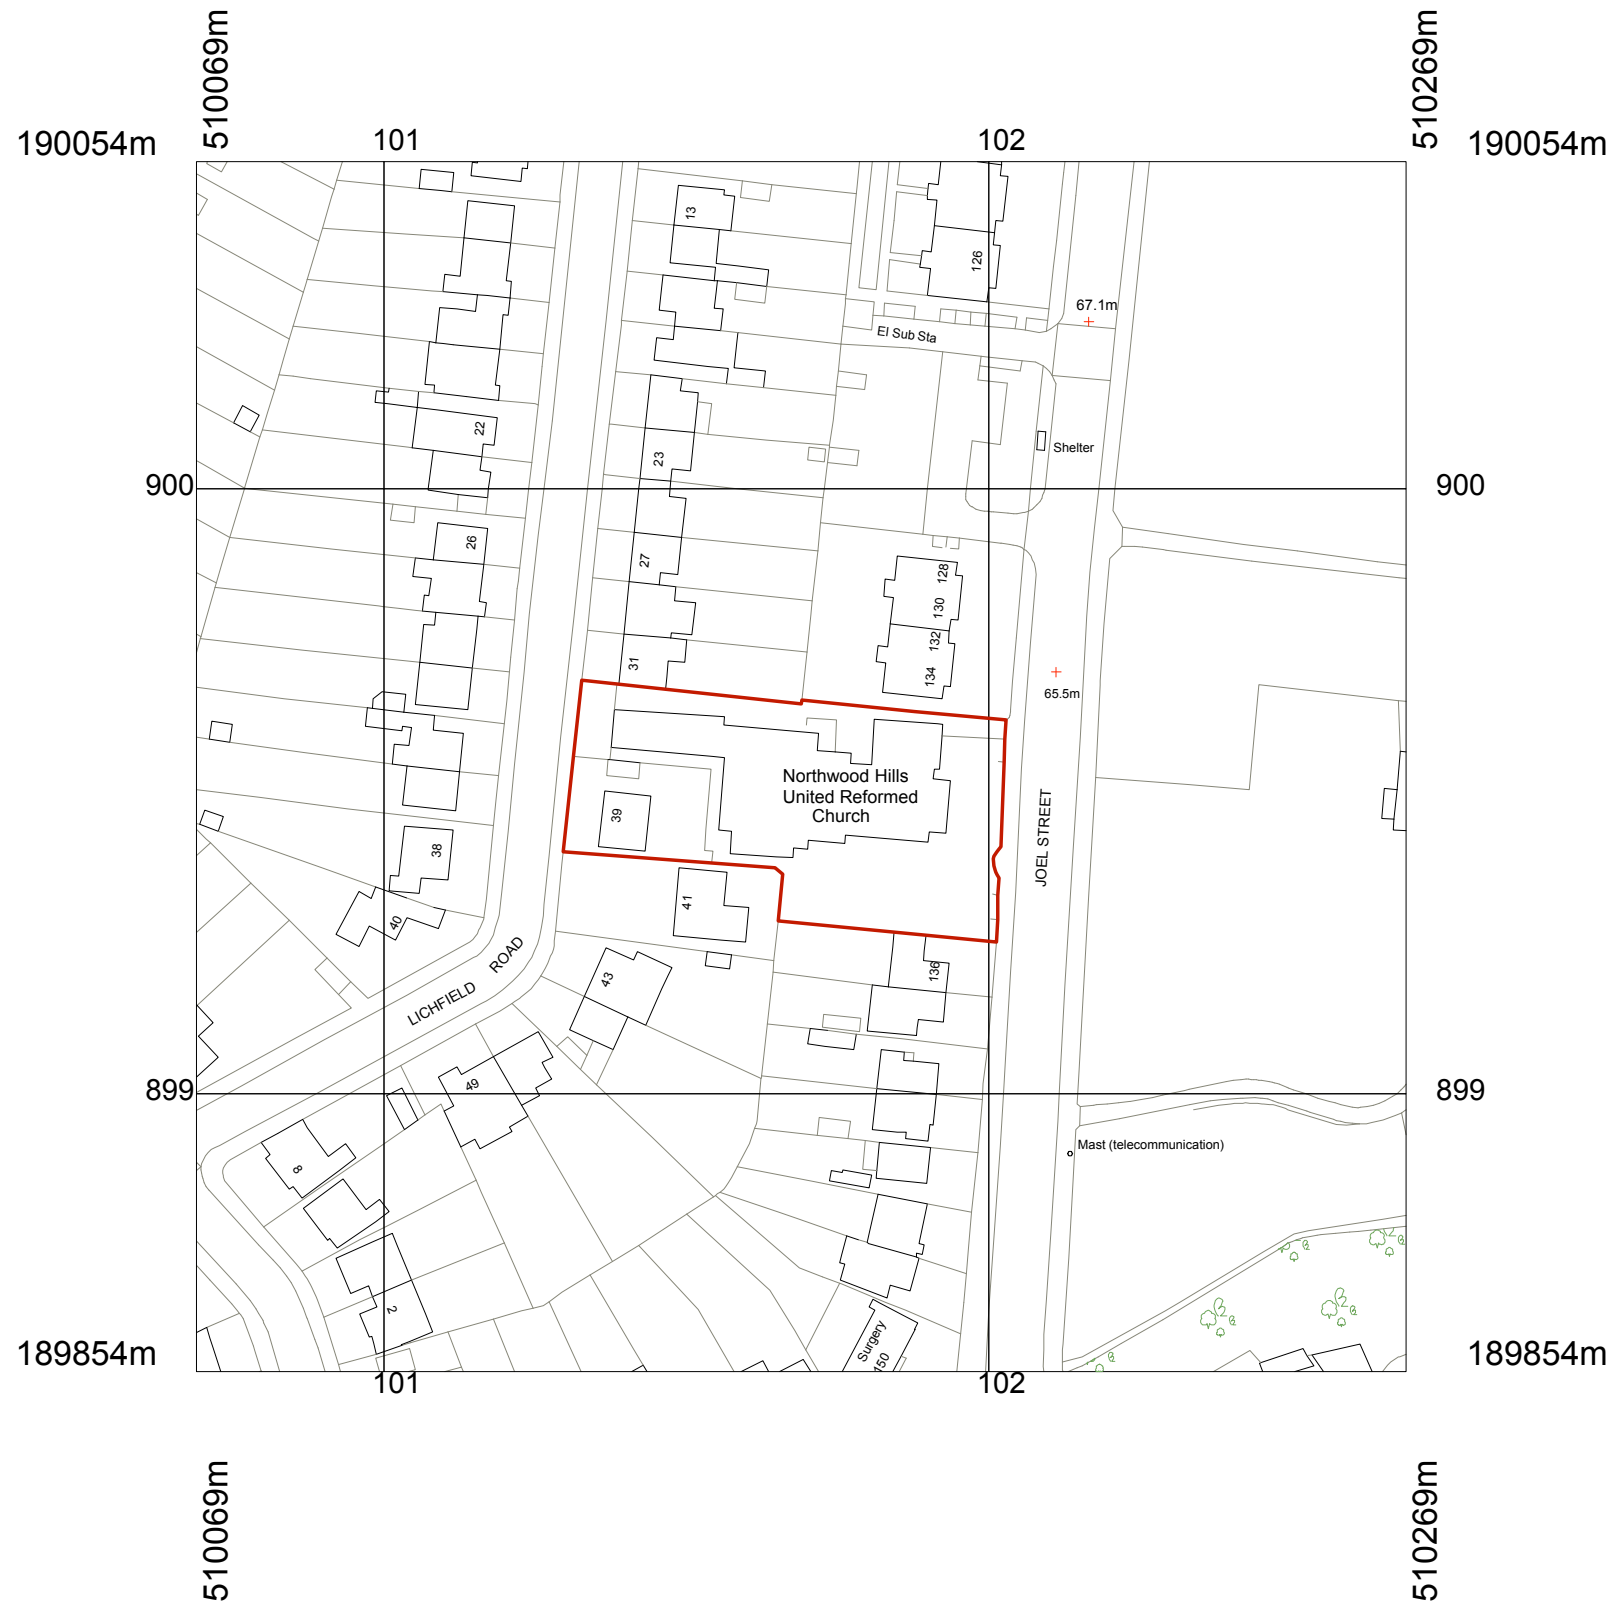 510069m
510269m
190054m
101
102
190054m
13
126
67.1m
El Sub Sta
22
Shelter
23
900
900
26
27
128
130
132
134
31
65.5m
Northwood Hills
United Reformed
Church
39
JOEL STREET
38
41
40
LICHFIELD ROAD
43
136
49
899
899
Mast (telecommunication)
8
2
Surgery
150
189854m
189854m
101
102
510069m
510269m